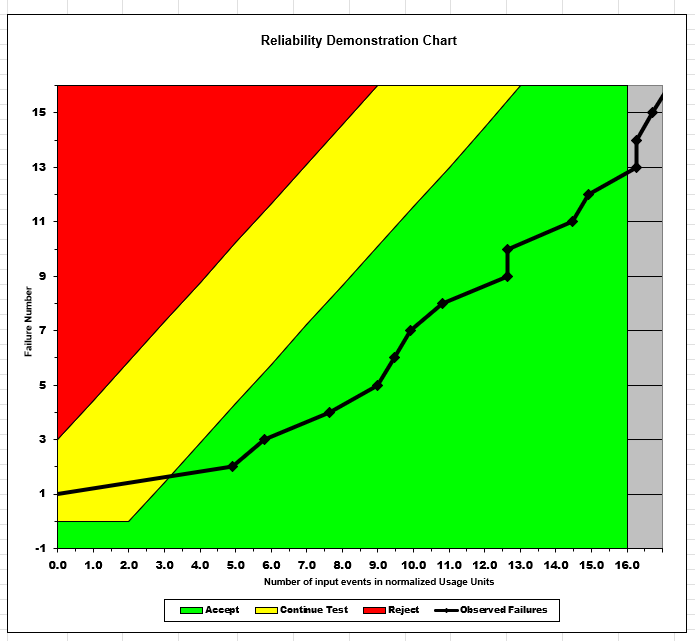 Reliability Demonstration Chart
15
13
11
9
7
5
3
1
-1
Failure Number
0.0 1.0 2.0 3.0 4.0 5.0 6.0 7.0 8.0 9.0 10.0 11.0 12.0 13.0 14.0 15.0 16.0
Number of input events in normalized Usage Units
Accept Continue Test Reject Observed Failures